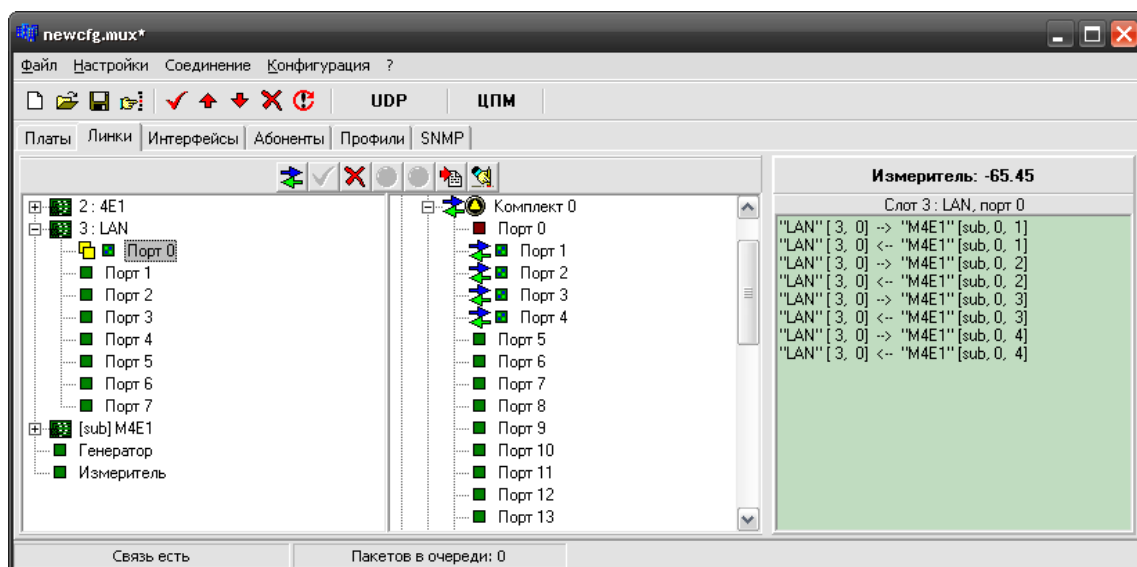 newcfg.mux*
Файл Настройки Соединение Конфигурация ?
UDP ЦПМ
Платы Линки Интерфейсы Абоненты Профили SNMP
2 : 4E1
3 : LAN
Порт 0
Порт 1
Порт 2
Порт 3
Порт 4
Порт 5
Порт 6
Порт 7
[sub] M4E1
Генератор
Измеритель
Комплект 0
Порт 0
Порт 1
Порт 2
Порт 3
Порт 4
Порт 5
Порт 6
Порт 7
Порт 8
Порт 9
Порт 10
Порт 11
Порт 12
Порт 13
Измеритель: -65.45
Слот 3 : LAN, порт 0
"LAN" [ 3, 0] --> "M4E1" [sub, 0, 1]
"LAN" [ 3, 0] <-- "M4E1" [sub, 0, 1]
"LAN" [ 3, 0] --> "M4E1" [sub, 0, 2]
"LAN" [ 3, 0] <-- "M4E1" [sub, 0, 2]
"LAN" [ 3, 0] --> "M4E1" [sub, 0, 3]
"LAN" [ 3, 0] <-- "M4E1" [sub, 0, 3]
"LAN" [ 3, 0] --> "M4E1" [sub, 0, 4]
"LAN" [ 3, 0] <-- "M4E1" [sub, 0, 4]
Связь есть
Пакетов в очереди: 0